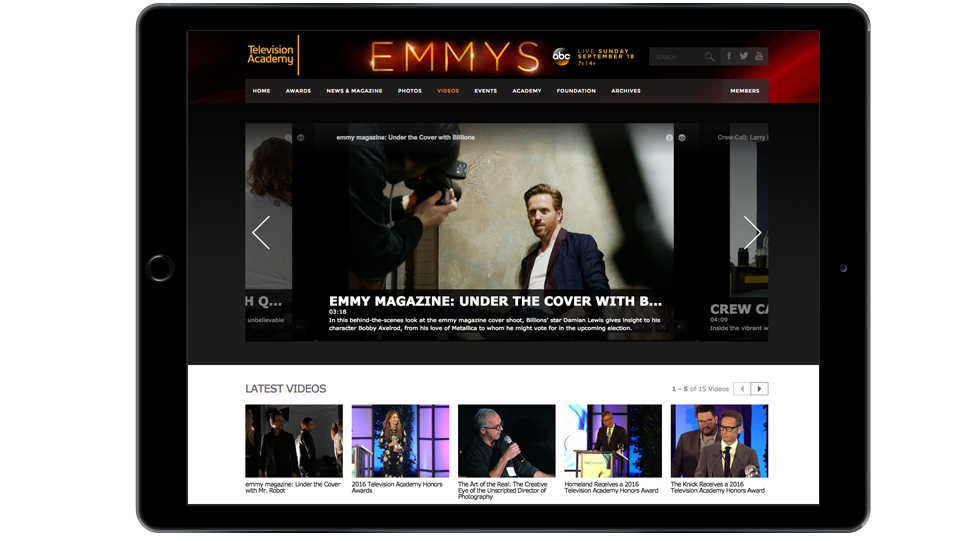 Television
Academy
EMMYS
abc
LIVE SUNDAY
SEPTEMBER 18
7c | 4p
SEARCH
HOME
AWARDS
NEWS & MAGAZINE
PHOTOS
VIDEOS
EVENTS
ACADEMY
FOUNDATION
ARCHIVES
MEMBERS
emmy magazine: Under the Cover with Billions
Crew Call: Larry
H Q...
unbelievable
EMMY MAGAZINE: UNDER THE COVER WITH B...
03:18
In this behind-the-scenes look at the emmy magazine cover shoot, Billions' star Damian Lewis gives insight to his
character Bobby Axelrod, from his love of Metallica to whom he might vote for in the upcoming election.
CREW CA
04:09
Inside the vibrant w
LATEST VIDEOS
1 - 5 of 15 Videos
emmy magazine: Under the Cover
with Mr. Robot
2016 Television Academy Honors
Awards
The Art of the Real: The Creative
Eye of the Unscripted Director of
Photography
Homeland Receives a 2016
Television Academy Honors Award
The Knick Receives a 2016
Television Academy Honors Award